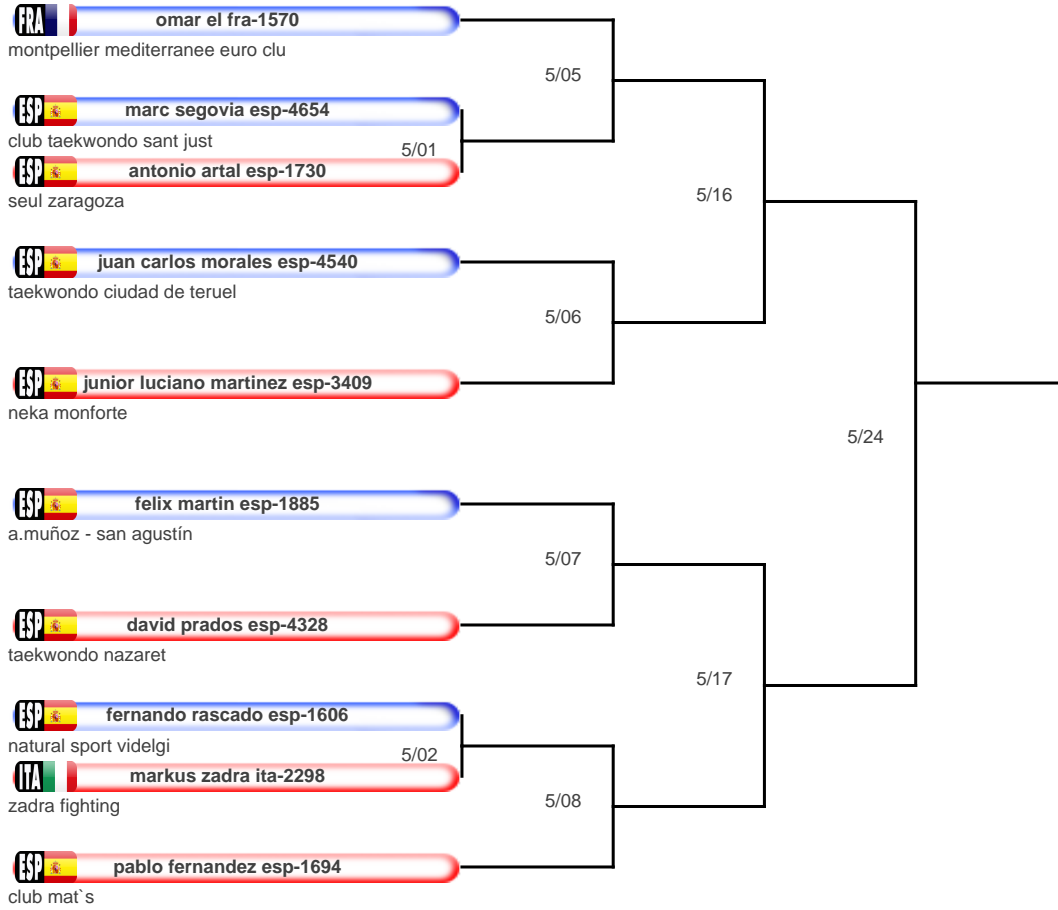 FRA omar el fra-1570
montpellier mediterranee euro clu
5/05
ESP marc segovia esp-4654
club taekwondo sant just
5/01
ESP antonio artal esp-1730
seul zaragoza
5/16
ESP juan carlos morales esp-4540
taekwondo ciudad de teruel
5/06
ESP junior luciano martinez esp-3409
neka monforte
5/24
ESP felix martin esp-1885
a.muñoz - san agustín
5/07
ESP david prados esp-4328
taekwondo nazaret
5/17
ESP fernando rascado esp-1606
natural sport videlgi
5/02
ITA markus zadra ita-2298
zadra fighting
5/08
ESP pablo fernandez esp-1694
club mat`s